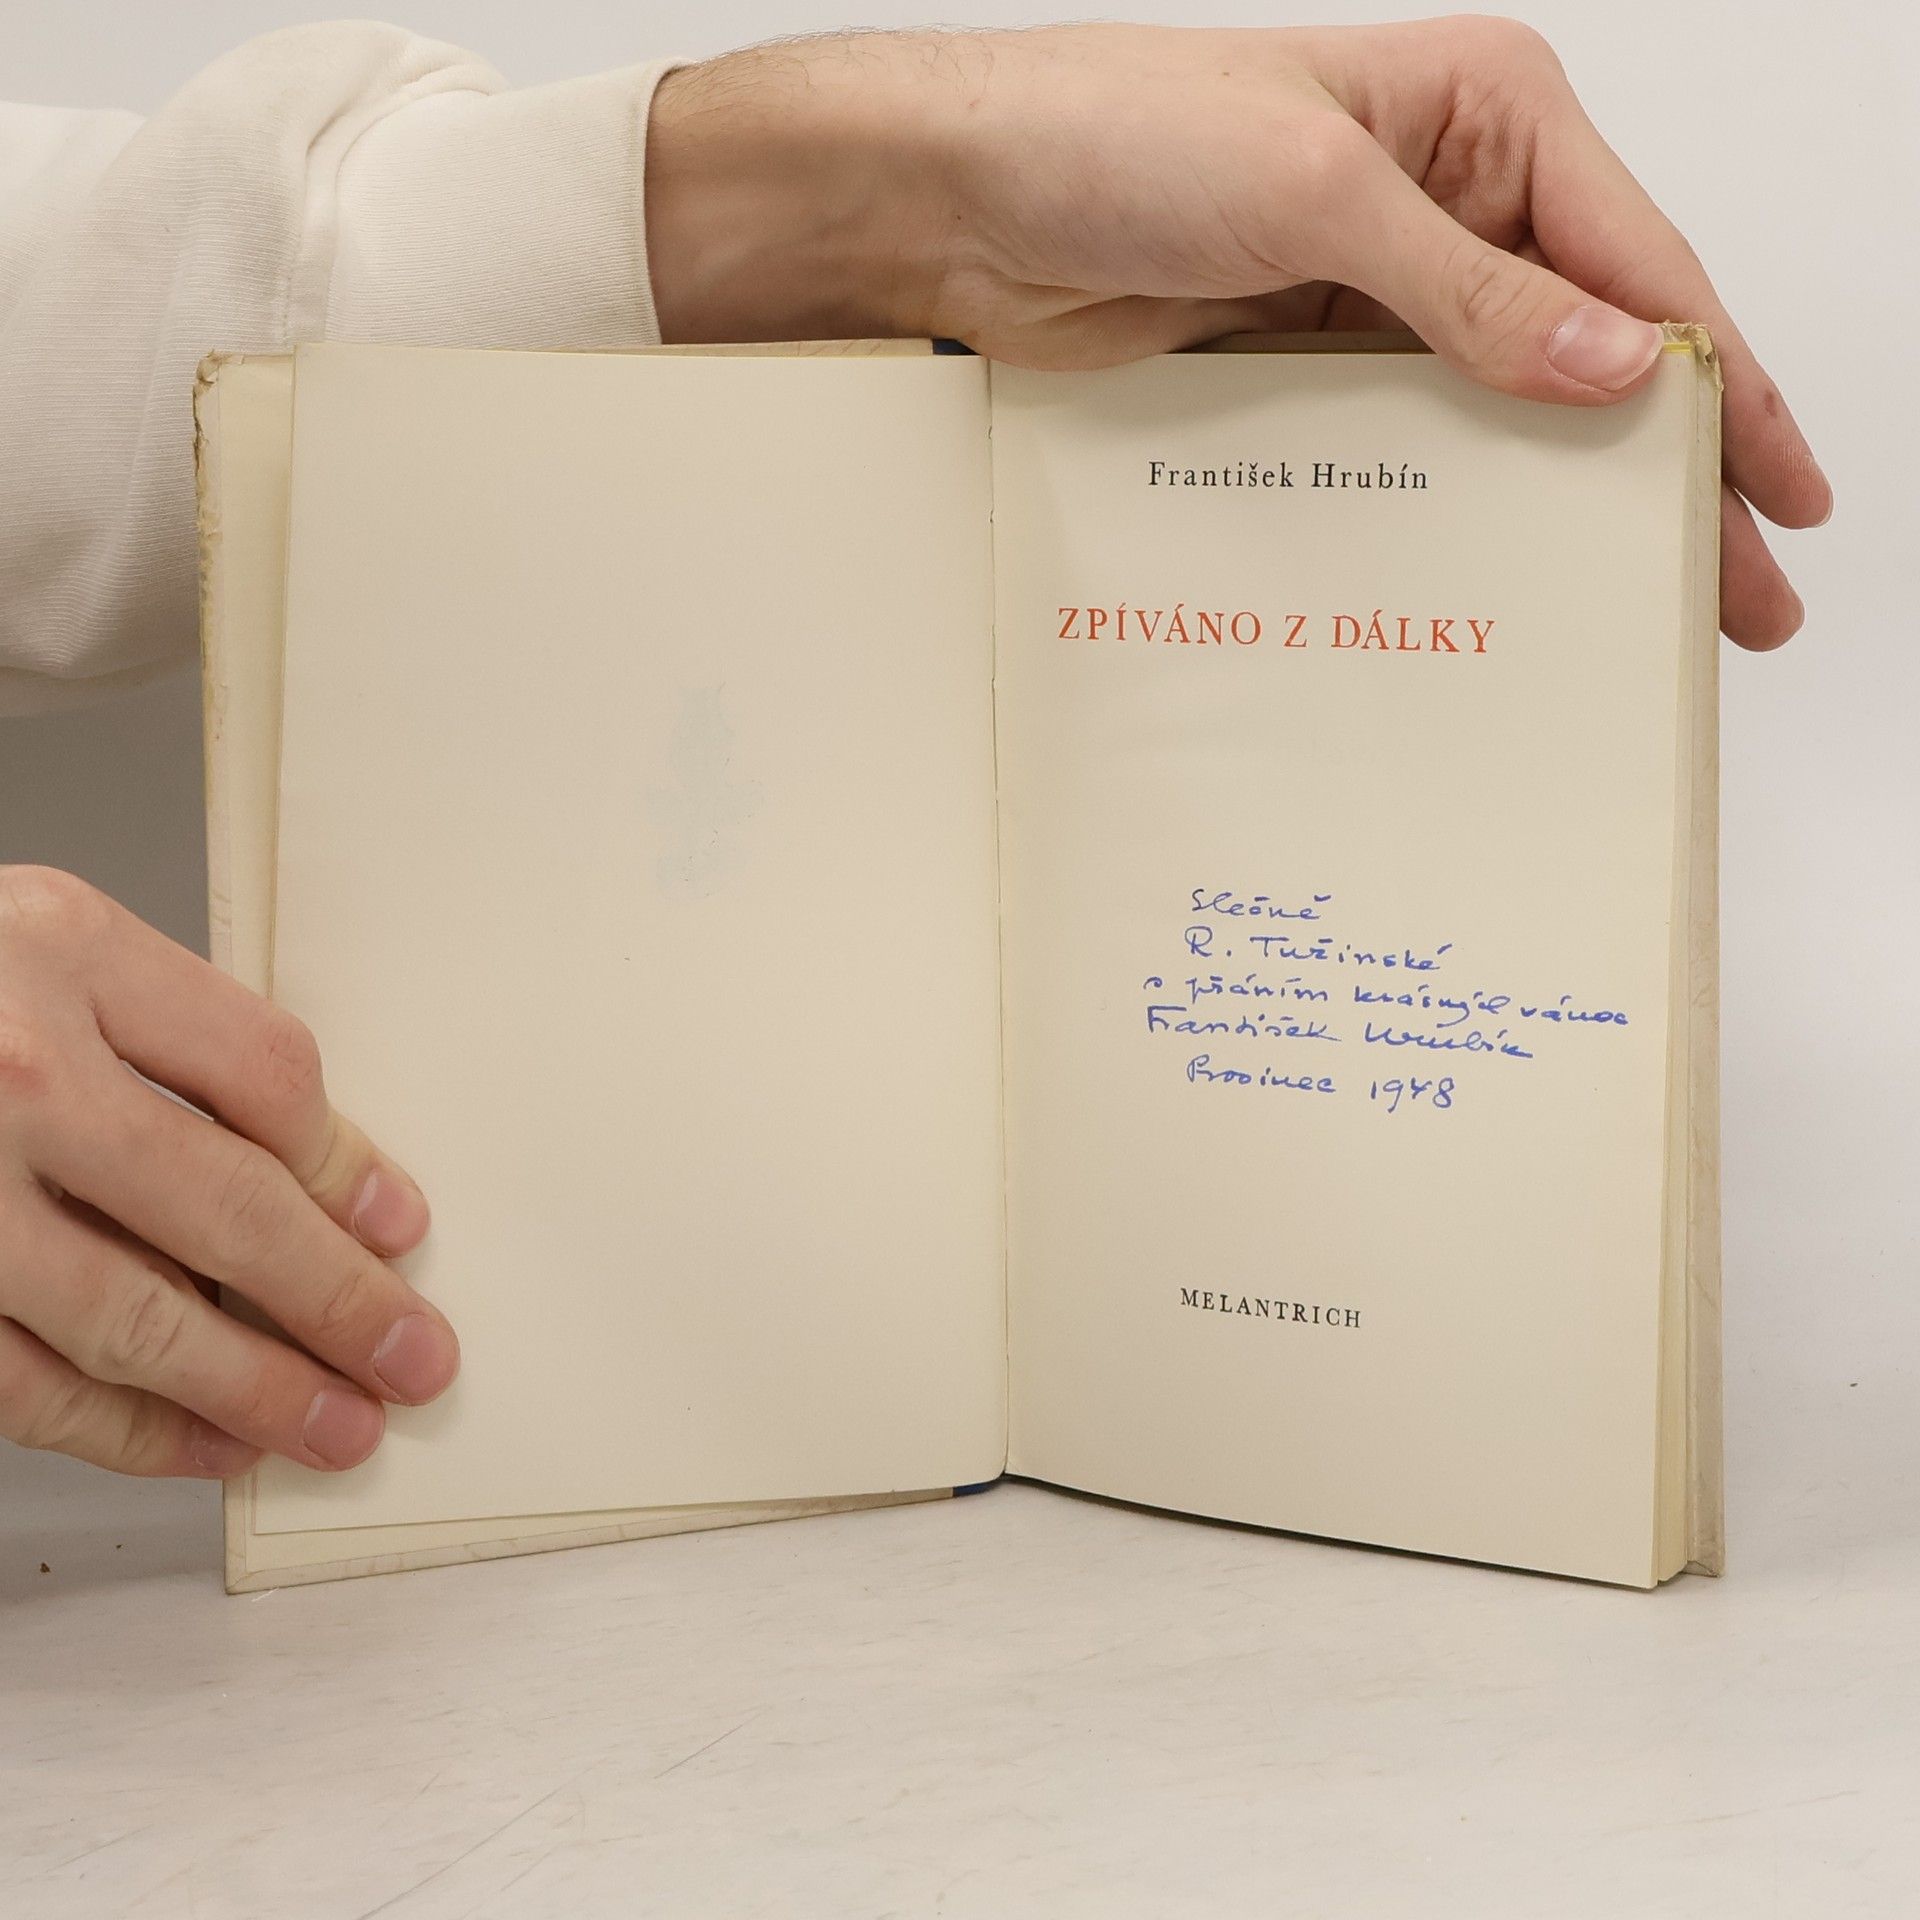 František Hrubín
ZPÍVÁNO Z DÁLKY
Slečně
R. Tužinské
s přáním krásných vánoc
František Hrubín
Prosinec 1948
MELANTRICH